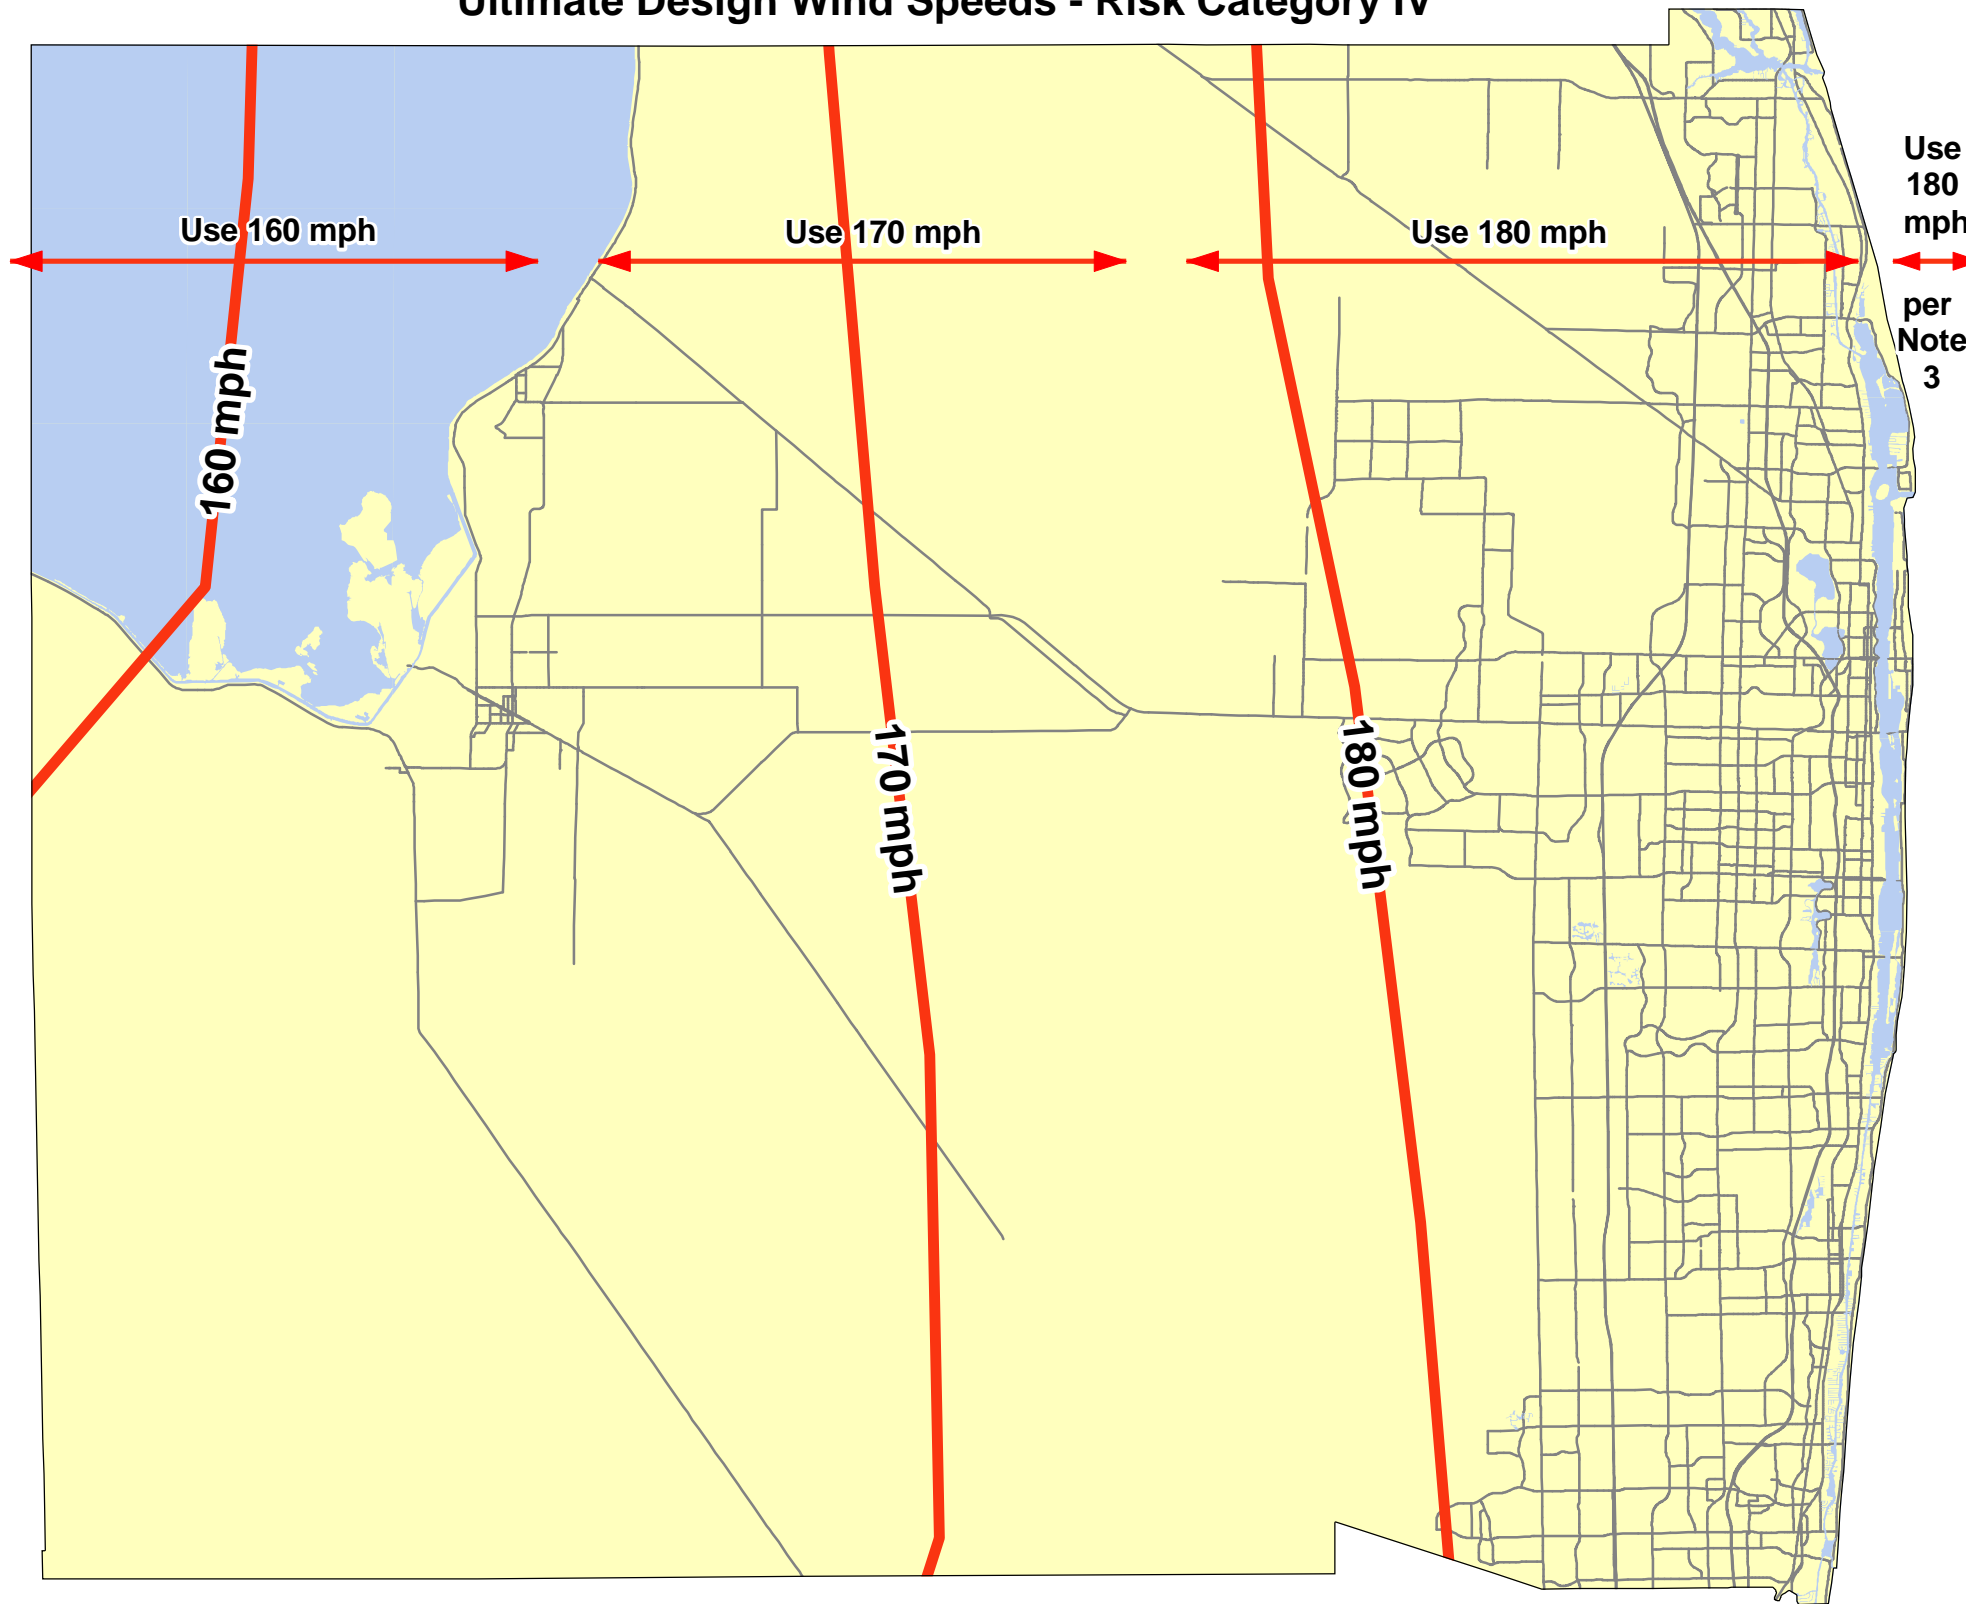 Ultimate Design Wind Speeds - Risk Category IV
Use 160 mph
Use 170 mph
Use 180 mph
Use
180
mph
per
Note
3
160 mph
170 mph
180 mph